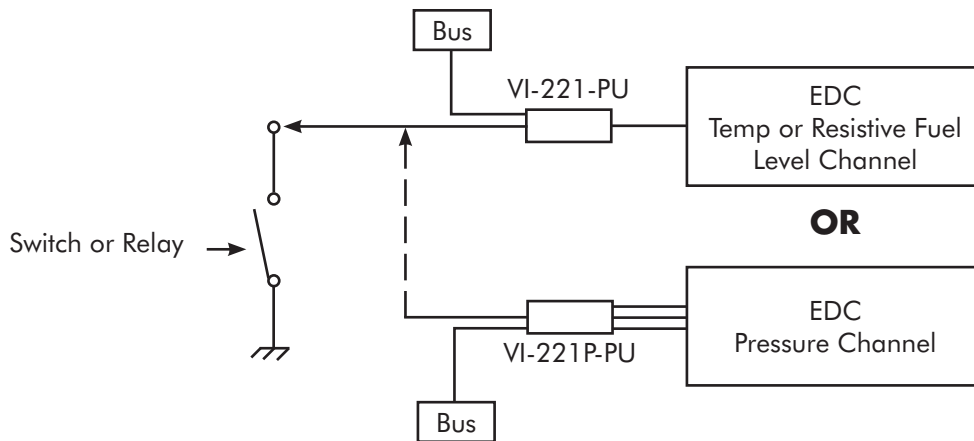 Bus
VI-221-PU
EDC
Temp or Resistive Fuel
Level Channel
OR
Switch or Relay
EDC
Pressure Channel
VI-221P-PU
Bus